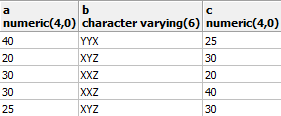 a b c
numeric(4,0) character varying(6) numeric(4,0)
40 YYX 25
20 XYZ 30
30 XXZ 20
30 XXZ 40
25 XYZ 30